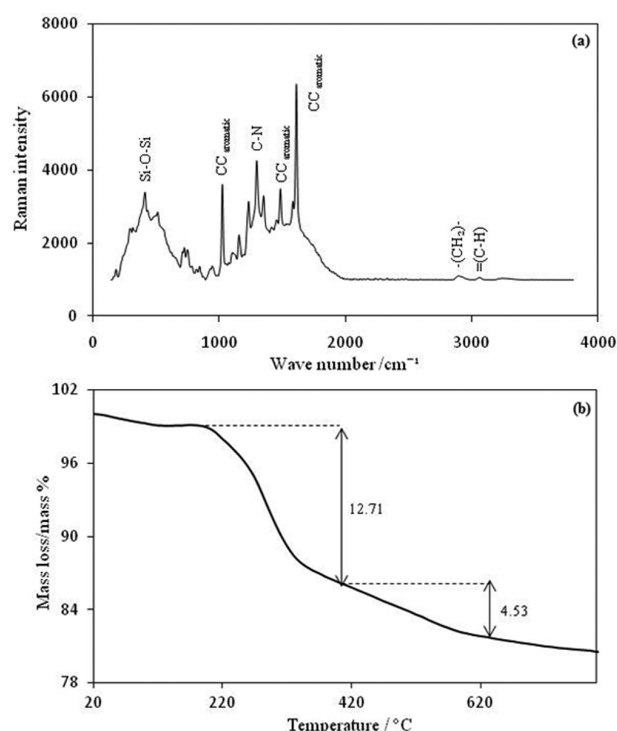 8000
(a)
6000
4000
2000
0
Raman intensity
Si-O-Si
CC aromatic
C-N
CC aromatic
CC aromatic
-(CH₂)-
=(C-H)
0 1000 2000 3000 4000
Wave number /cm⁻¹
102
(b)
96
90
84
78
Mass loss/mass %
12.71
4.53
20 220 420 620
Temperature / °C